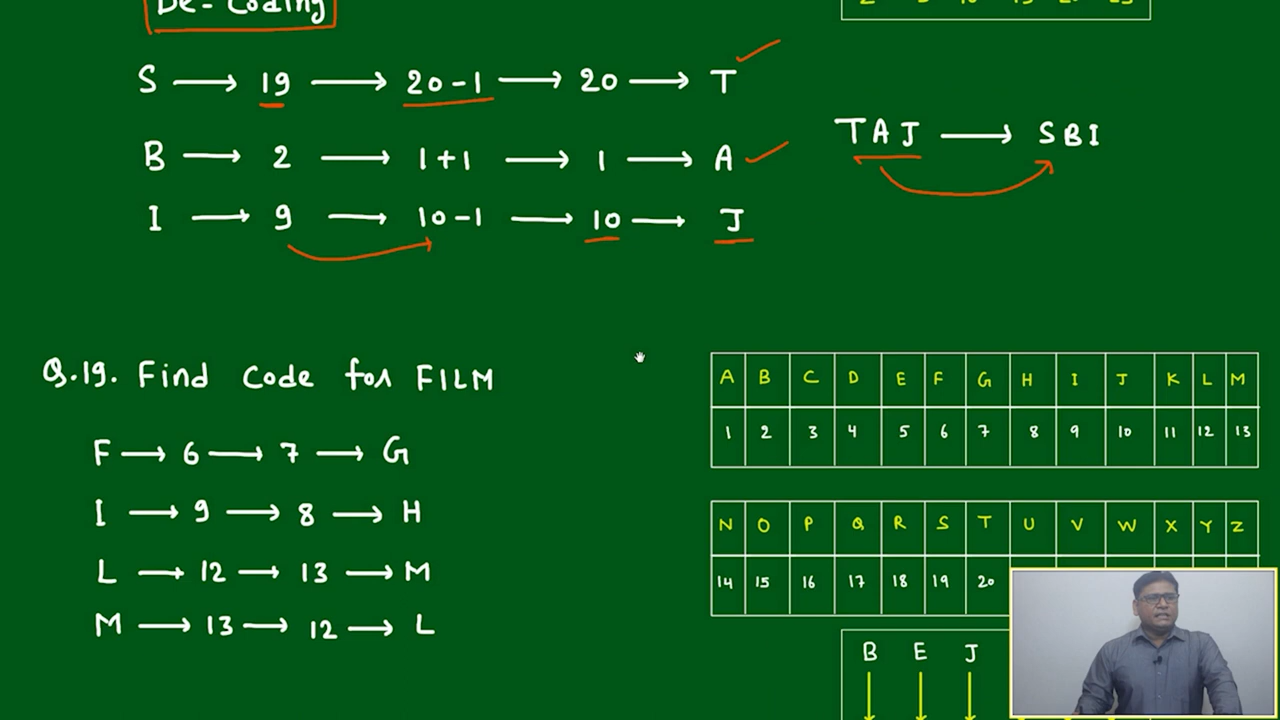 De-Coding
S → 19 → 20-1 → 20 → T
B → 2 → 1+1 → 1 → A
I → 9 → 10-1 → 10 → J
TAJ → SBI
Q.19. Find Code for FILM
F → 6 → 7 → G
I → 9 → 8 → H
L → 12 → 13 → M
M → 13 → 12 → L
A B C D E F G H I J K L M
1 2 3 4 5 6 7 8 9 10 11 12 13
N O P Q R S T U V W X Y Z
14 15 16 17 18 19 20
B E J